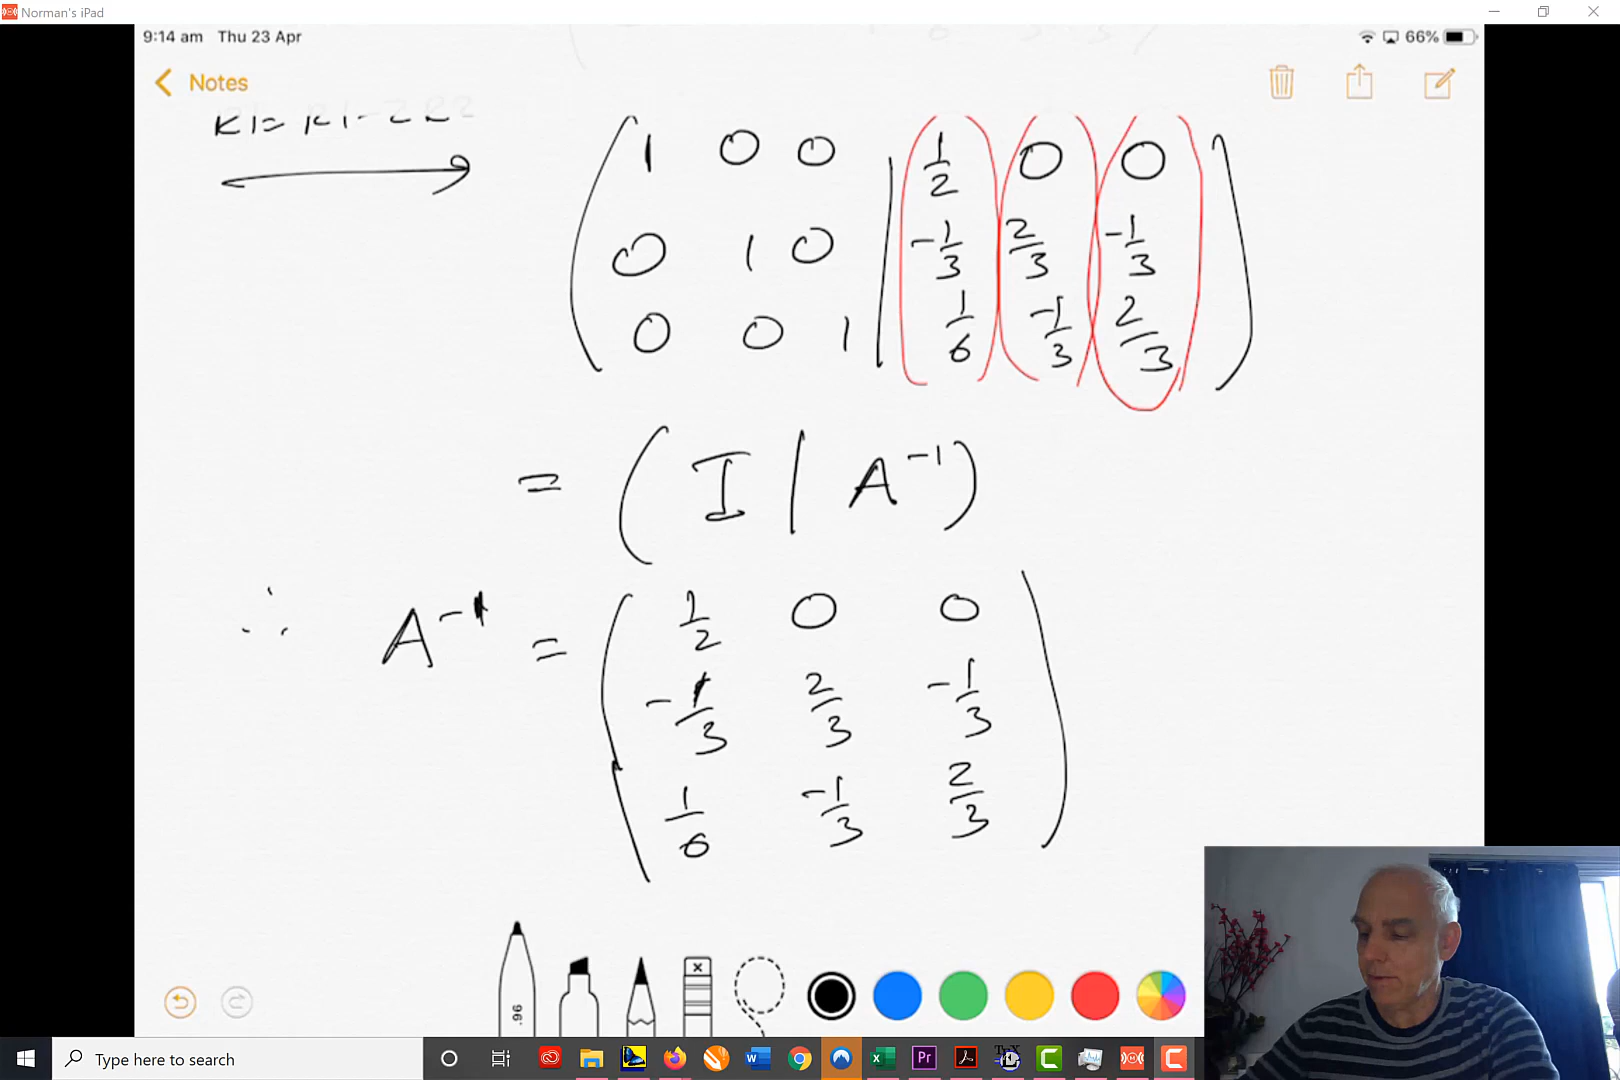 Norman's iPad
9:14 am Thu 23 Apr 66%
Notes
R1=R1-2R2
1 0 0 | 1/2 0 0
0 1 0 | -1/3 2/3 -1/3
0 0 1 | 1/6 -1/3 2/3
= ( I | A⁻¹)
∴ A⁻¹ = ( 1/2 0 0
-1/3 2/3 -1/3
1/6 -1/3 2/3 )
.96
Type here to search